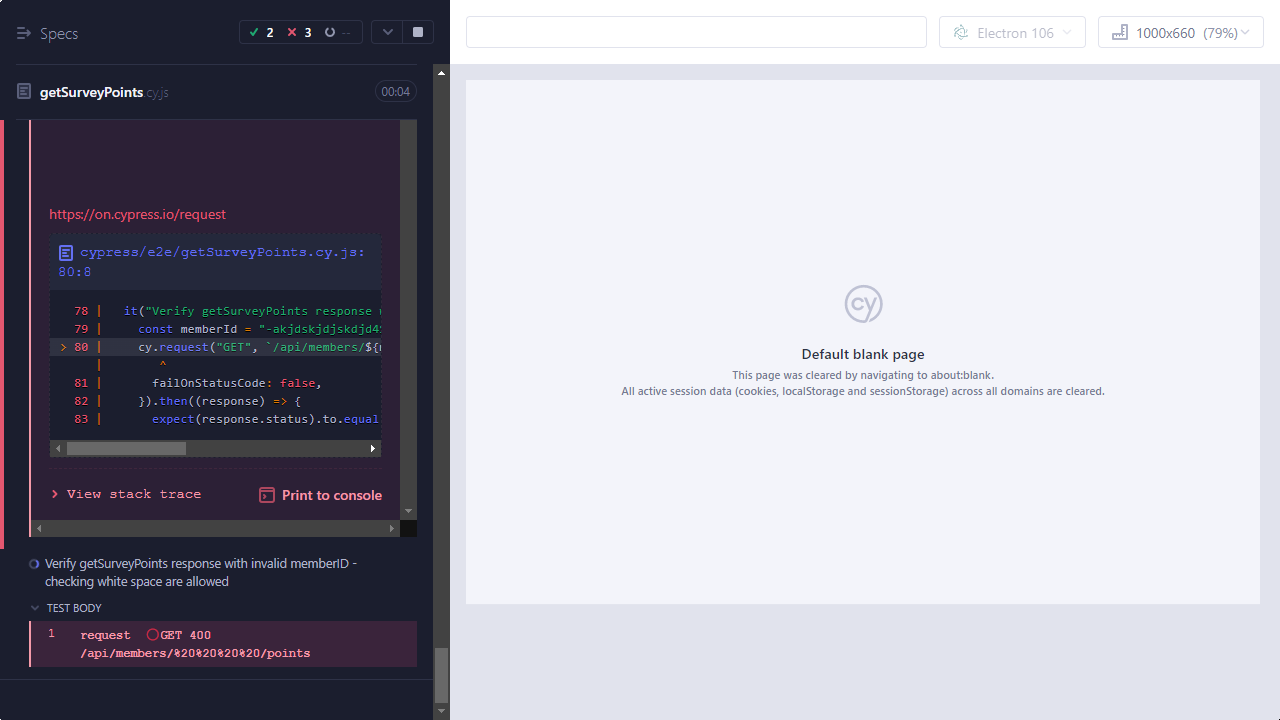 Specs
2
3
--
Electron 106
1000x660 (79%)
getSurveyPoints.cy.js
00:04
https://on.cypress.io/request
cypress/e2e/getSurveyPoints.cy.js:
80:8
78 | it("Verify getSurveyPoints response
79 | const memberId = "-akjdskjdjskdjd4
> 80 | cy.request("GET", `/api/members/${
| ^
81 | failOnStatusCode: false,
82 | }).then((response) => {
83 | expect(response.status).to.equal
View stack trace
Print to console
Verify getSurveyPoints response with invalid memberID -
checking white space are allowed
TEST BODY
1 request GET 400
/api/members/%20%20%20%20/points
cy
Default blank page
This page was cleared by navigating to about:blank.
All active session data (cookies, localStorage and sessionStorage) across all domains are cleared.